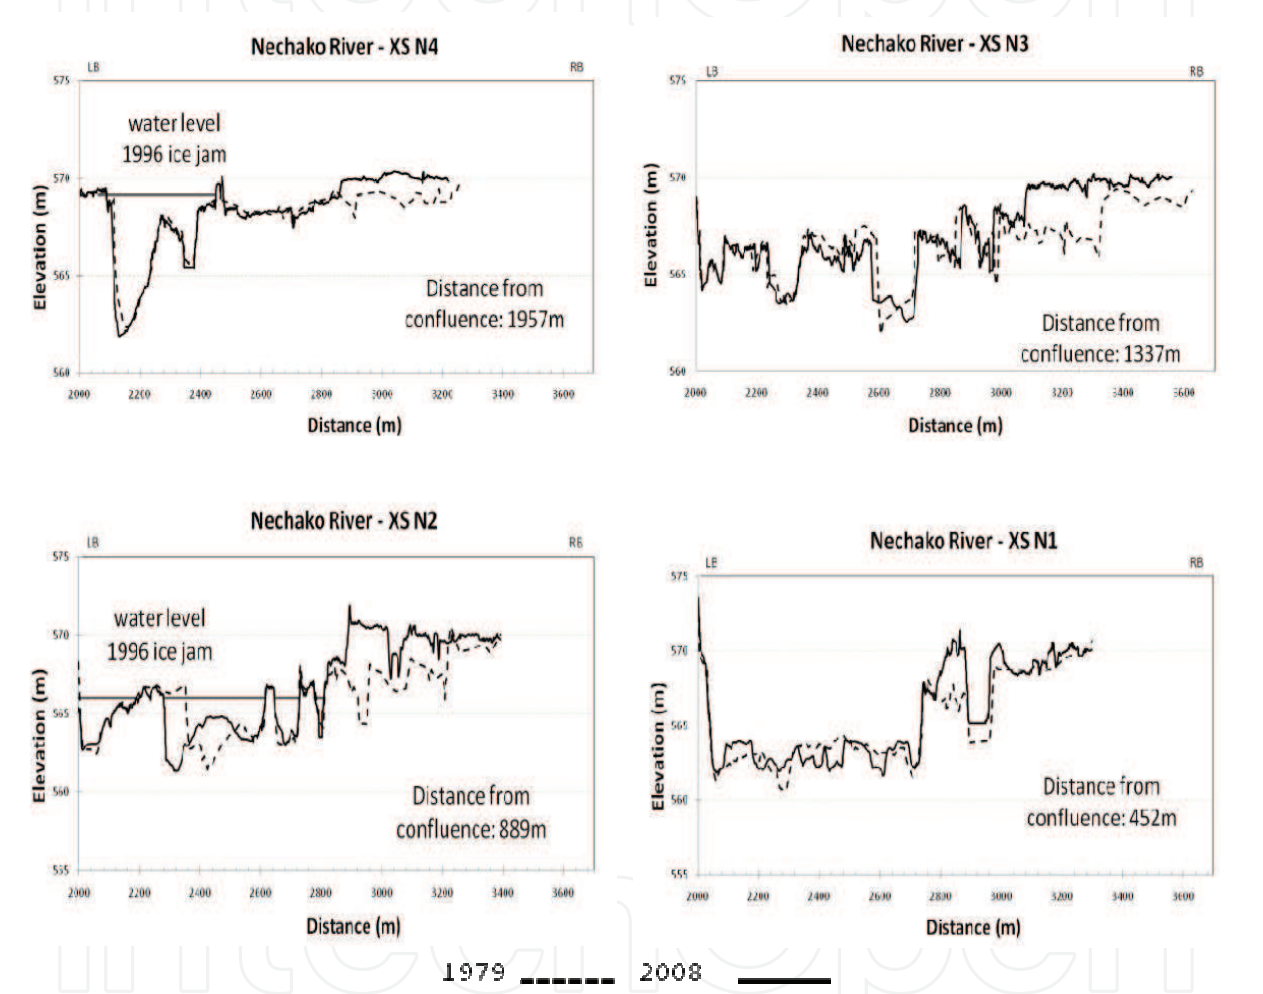 Nechako River - XS N4
LB RB
575
570
565
560
water level
1996 ice jam
Distance from
confluence: 1957m
Elevation (m)
2000 2200 2400 2600 2800 3000 3200 3400 3600
Distance (m)
Nechako River - XS N3
LB RB
575
570
565
560
Distance from
confluence: 1337m
Elevation (m)
2000 2200 2400 2600 2800 3000 3200 3400 3600
Distance (m)
Nechako River - XS N2
LB RB
575
570
565
560
555
water level
1996 ice jam
Distance from
confluence: 889m
Elevation (m)
2000 2200 2400 2600 2800 3000 3200 3400 3600
Distance (m)
Nechako River - XS N1
LB RB
575
570
565
560
555
Distance from
confluence: 452m
Elevation (m)
2000 2200 2400 2600 2800 3000 3200 3400 3600
Distance (m)
1979 2008